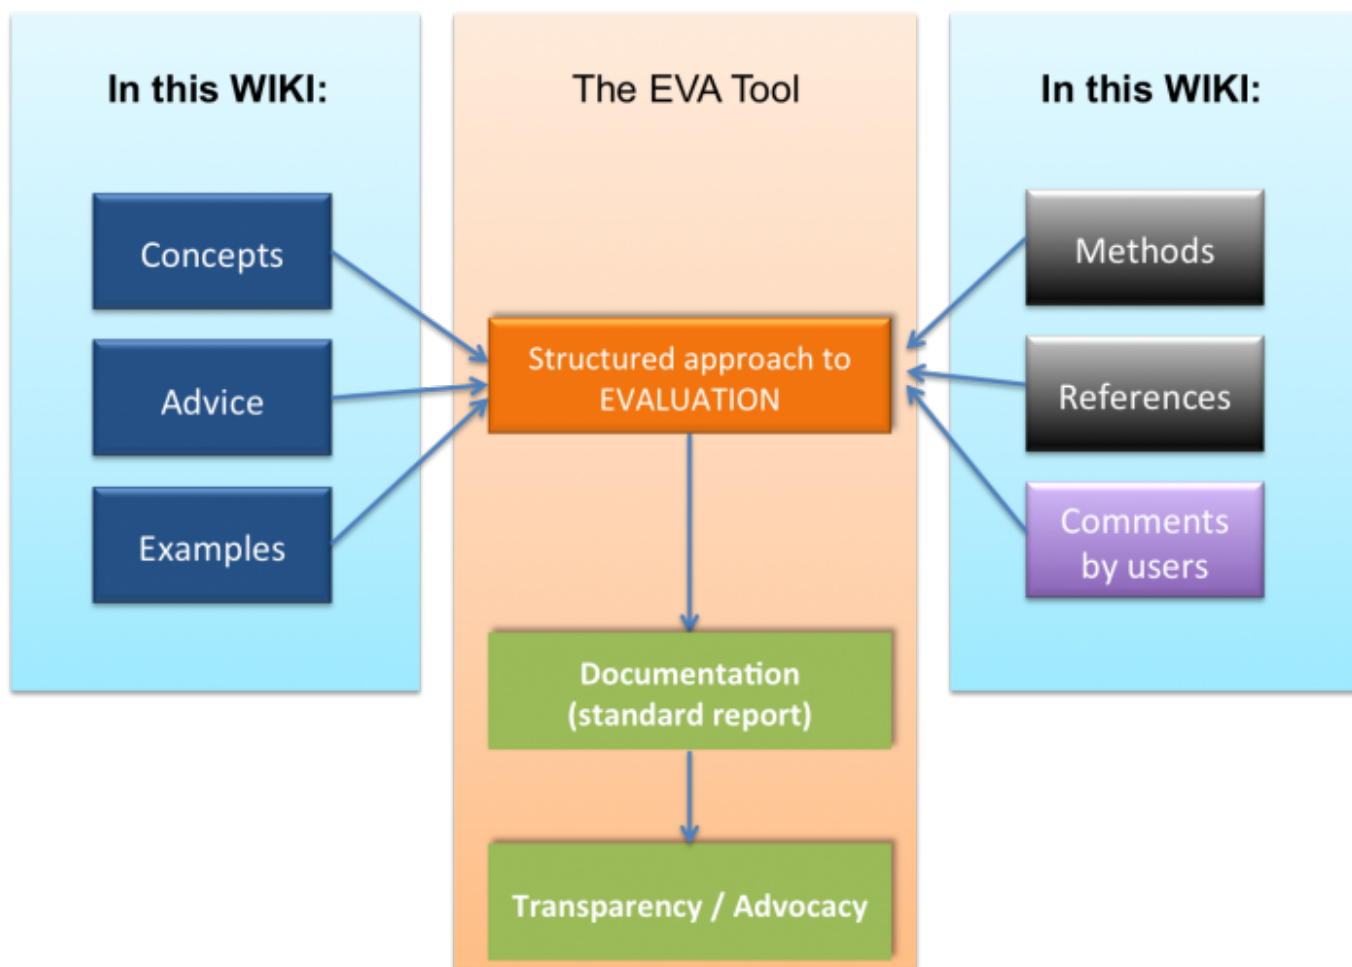 In this WIKI:
Concepts
Advice
Examples
The EVA Tool
Structured approach to
EVALUATION
Documentation
(standard report)
Transparency / Advocacy
In this WIKI:
Methods
References
Comments
by users